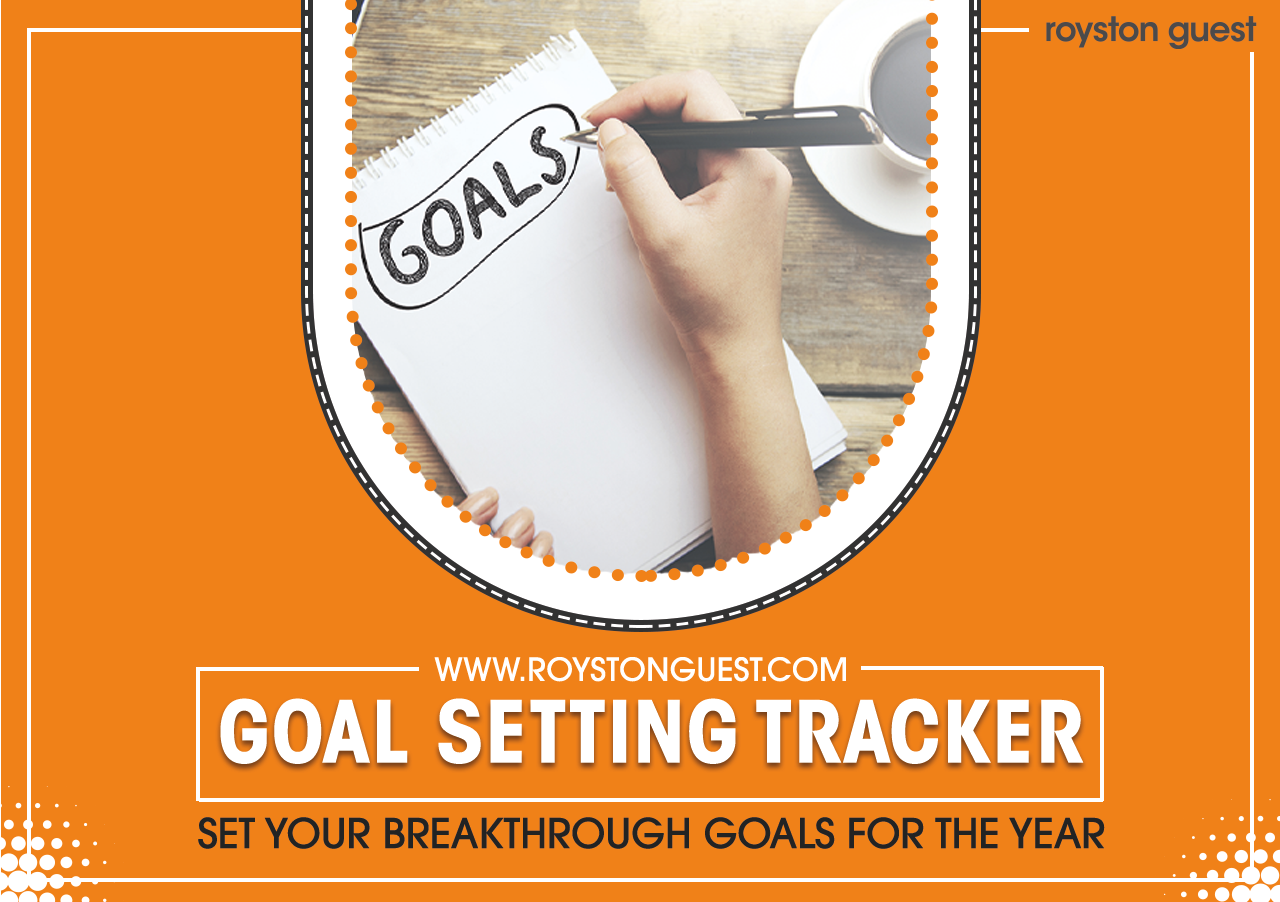 royston guest
GOALS
WWW.ROYSTONGUEST.COM
GOAL SETTING TRACKER
SET YOUR BREAKTHROUGH GOALS FOR THE YEAR